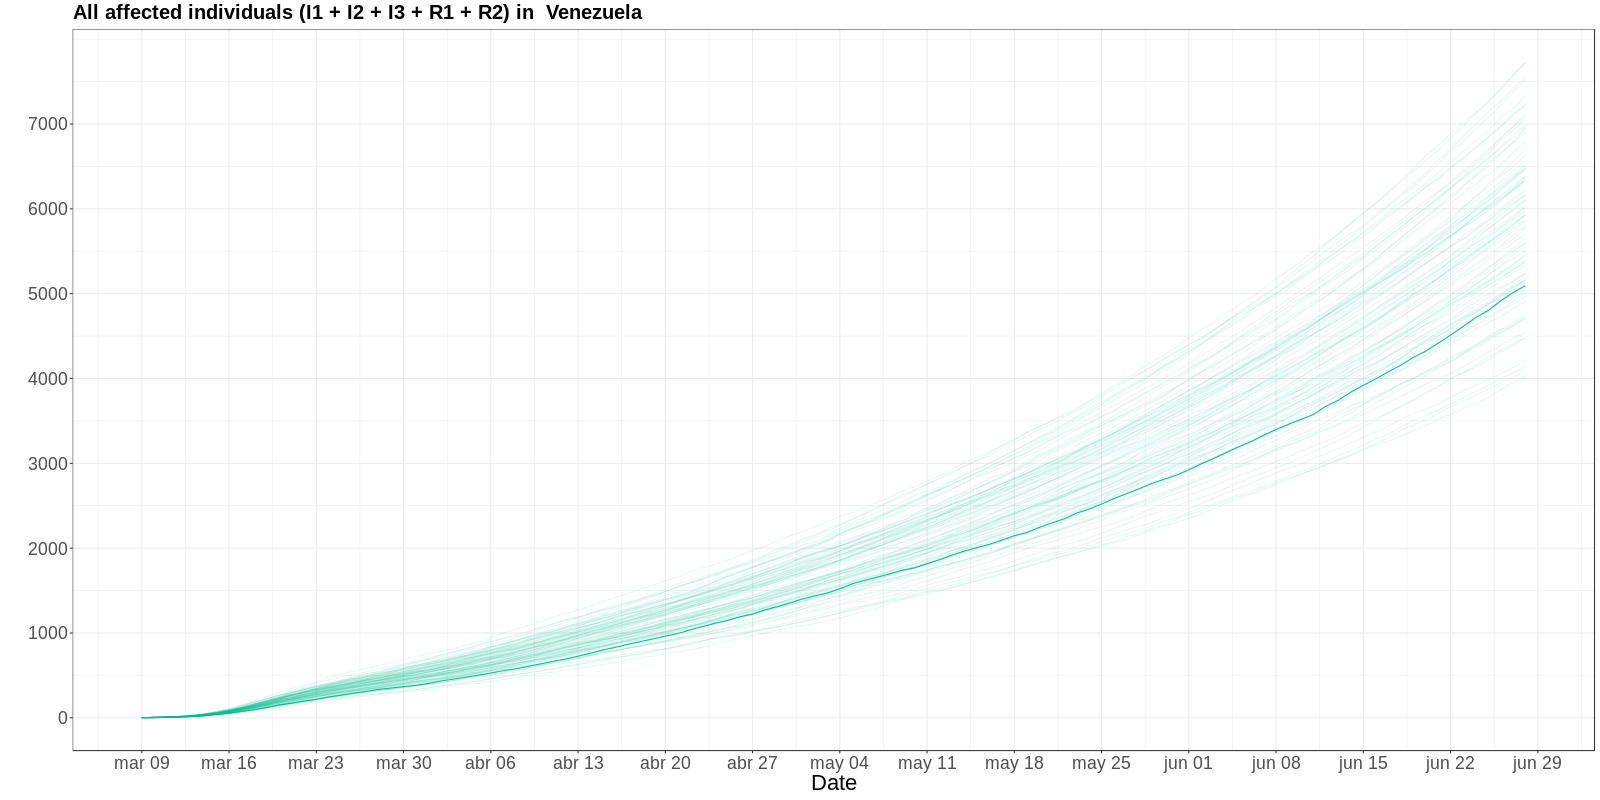 All affected individuals (I1 + I2 + I3 + R1 + R2) in  Venezuela
7000
6000
5000
4000
3000
2000
1000
0
mar 09 mar 16 mar 23 mar 30 abr 06 abr 13 abr 20 abr 27 may 04 may 11 may 18 may 25 jun 01 jun 08 jun 15 jun 22 jun 29
Date